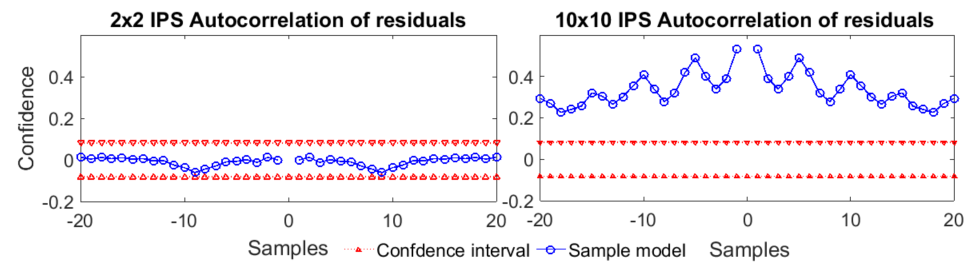 2x2 IPS Autocorrelation of residuals
10x10 IPS Autocorrelation of residuals
Confidence
0.4
0.2
0
-0.2
-20
-10
0
10
20
0.4
0.2
0
-0.2
-20
-10
0
10
20
Samples
Confdence interval
Sample model
Samples